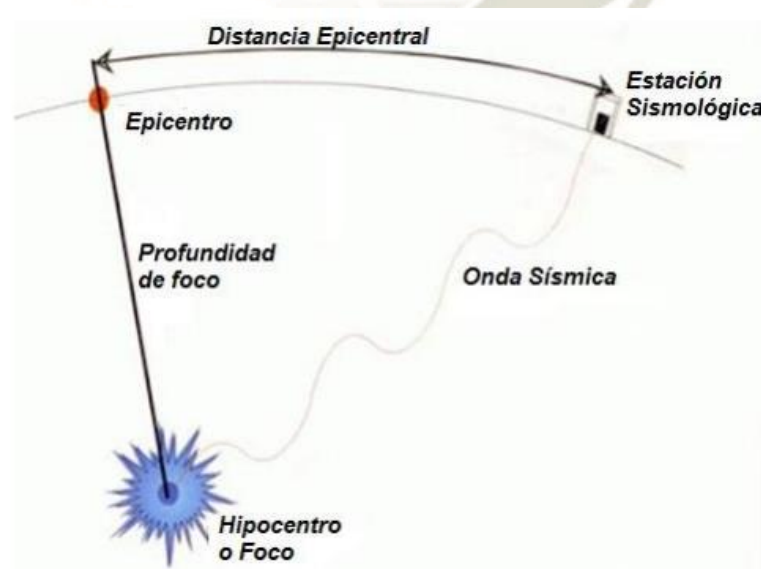 Distancia Epicentral
Estación
Sismológica
Epicentro
Profundidad
de foco
Onda Sísmica
Hipocentro
o Foco